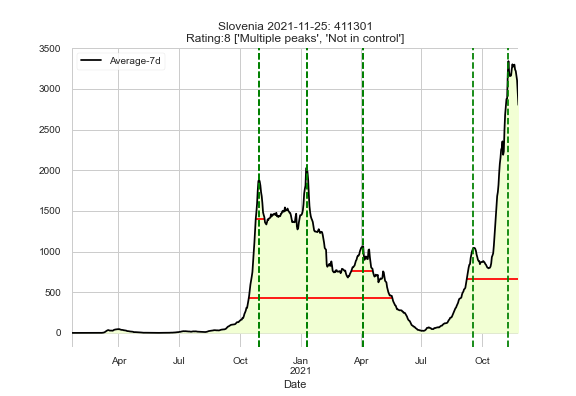 Slovenia 2021-11-25: 411301
Rating:8 ['Multiple peaks', 'Not in control']
Average-7d
3500
3000
2500
2000
1500
1000
500
0
Apr Jul Oct Jan Apr Jul Oct
2021
Date